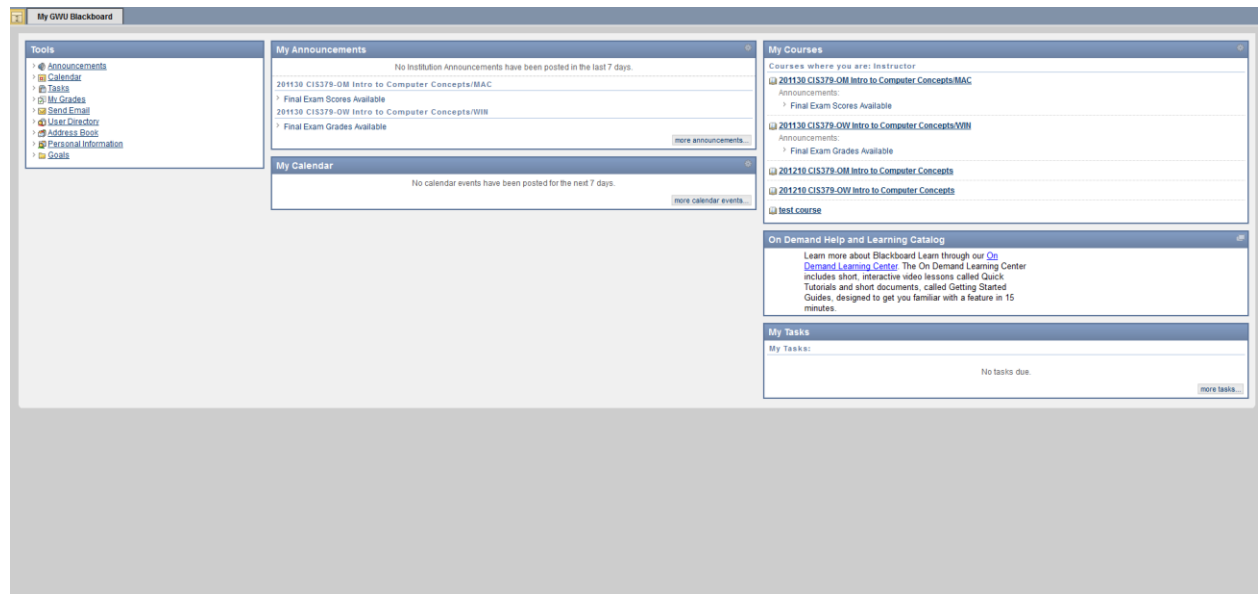 My GWU Blackboard
Tools
Announcements
Calendar
Tasks
My Grades
Send Email
User Directory
Address Book
Personal Information
Goals
My Announcements
No Institution Announcements have been posted in the last 7 days.
201130 CIS379-OM Intro to Computer Concepts/MAC
Final Exam Scores Available
201130 CIS379-OW Intro to Computer Concepts/WIN
Final Exam Grades Available
more announcements...
My Calendar
No calendar events have been posted for the next 7 days.
more calendar events...
My Courses
Courses where you are: Instructor
201130 CIS379-OM Intro to Computer Concepts/MAC
Announcements:
Final Exam Scores Available
201130 CIS379-OW Intro to Computer Concepts/WIN
Announcements:
Final Exam Grades Available
201210 CIS379-OM Intro to Computer Concepts
201210 CIS379-OW Intro to Computer Concepts
test course
On Demand Help and Learning Catalog
Learn more about Blackboard Learn through our On
Demand Learning Center. The On Demand Learning Center
includes short, interactive video lessons called Quick
Tutorials and short documents, called Getting Started
Guides, designed to get you familiar with a feature in 15
minutes.
My Tasks
My Tasks:
No tasks due.
more tasks...